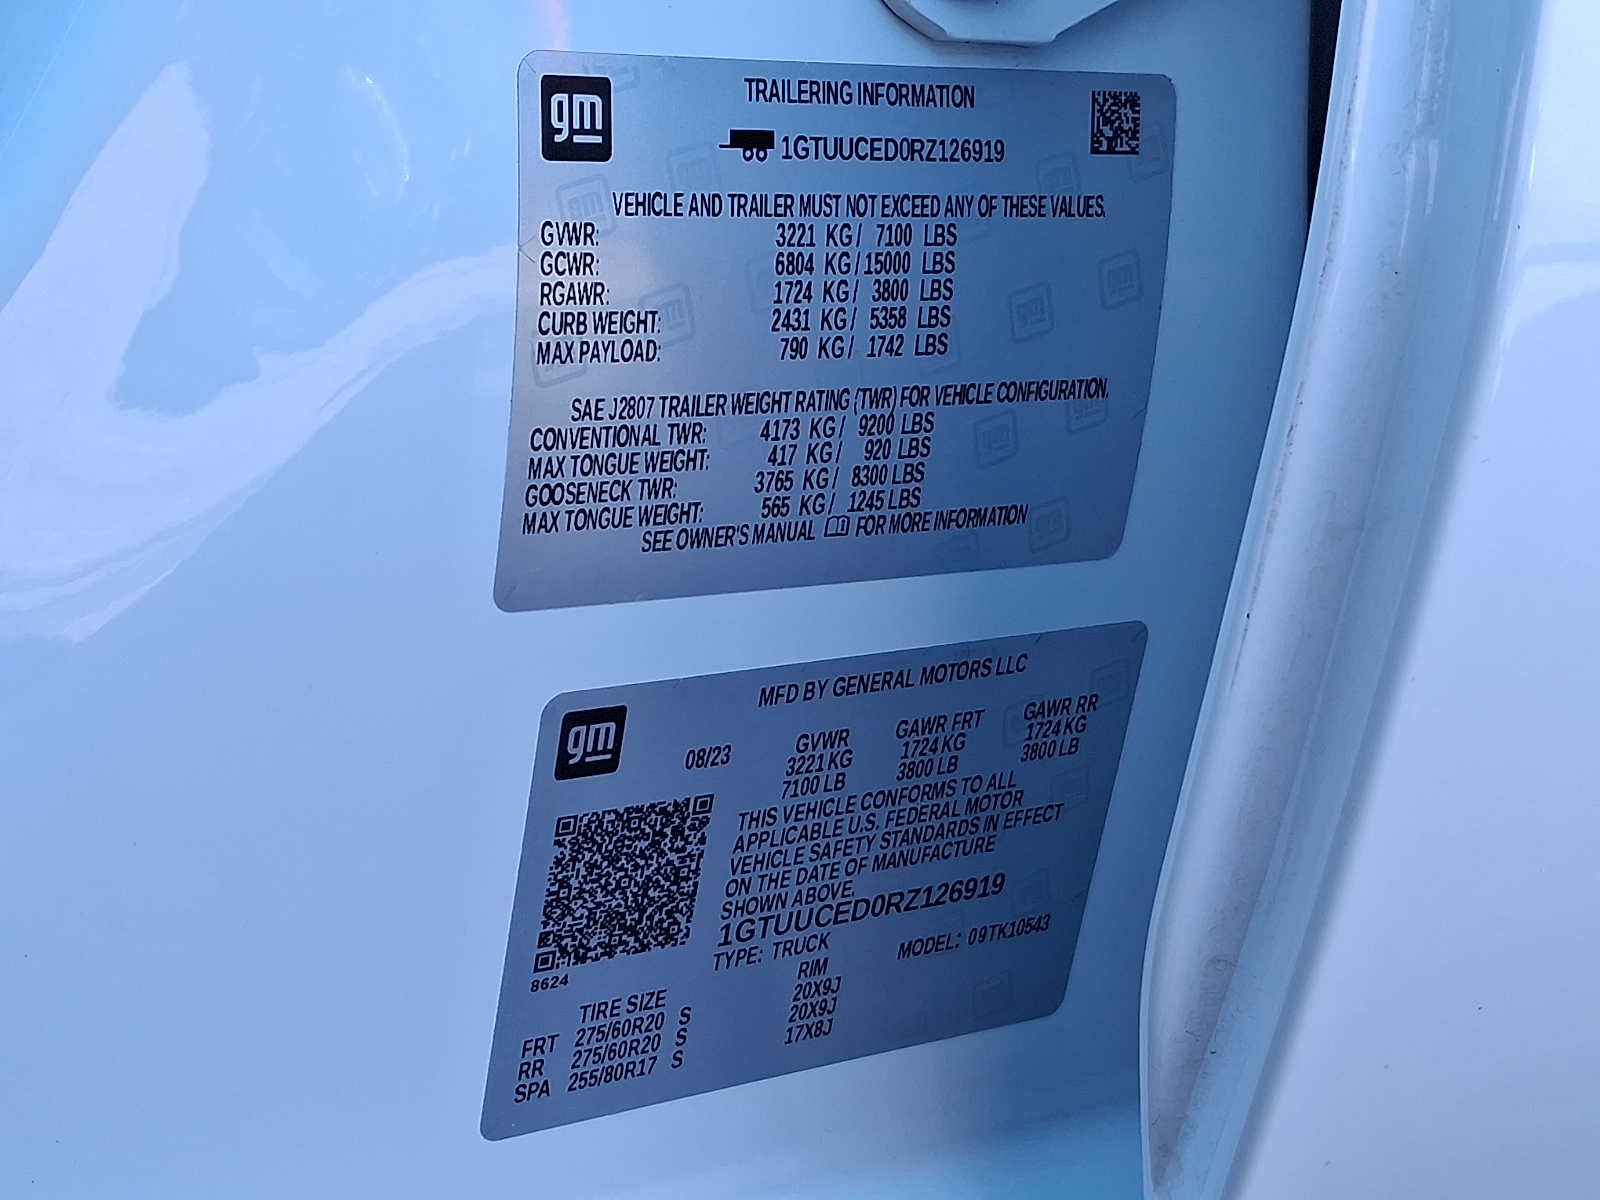 gm
TRAILERING INFORMATION
1GTUUCED0RZ126919
VEHICLE AND TRAILER MUST NOT EXCEED ANY OF THESE VALUES.
GVWR: 3221 KG/ 7100 LBS
GCWR: 6804 KG/15000 LBS
RGAWR: 1724 KG/ 3800 LBS
CURB WEIGHT: 2431 KG/ 5358 LBS
MAX PAYLOAD: 790 KG/ 1742 LBS
SAE J2807 TRAILER WEIGHT RATING (TWR) FOR VEHICLE CONFIGURATION.
CONVENTIONAL TWR: 4173 KG/ 9200 LBS
MAX TONGUE WEIGHT: 417 KG/ 920 LBS
GOOSENECK TWR: 3765 KG/ 8300 LBS
MAX TONGUE WEIGHT: 565 KG/ 1245 LBS
SEE OWNER'S MANUAL FOR MORE INFORMATION
MFD BY GENERAL MOTORS LLC
gm
08/23
GVWR GAWR FRT GAWR RR
3221 KG 1724 KG 1724 KG
7100 LB 3800 LB 3800 LB
THIS VEHICLE CONFORMS TO ALL
APPLICABLE U.S. FEDERAL MOTOR
VEHICLE SAFETY STANDARDS IN EFFECT
ON THE DATE OF MANUFACTURE
SHOWN ABOVE.
1GTUUCED0RZ126919
TYPE: TRUCK MODEL: 09TK10543
8624
TIRE SIZE RIM
FRT 275/60R20 S 20X9J
RR 275/60R20 S 20X9J
SPA 255/80R17 S 17X8J